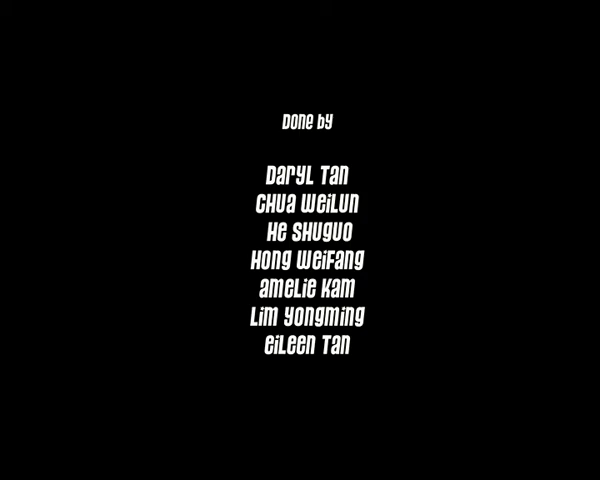 Done by
Daryl Tan
Chua Weilun
He Shuguo
Hong Weifang
Amelie Kam
Lim Yongming
Eileen Tan